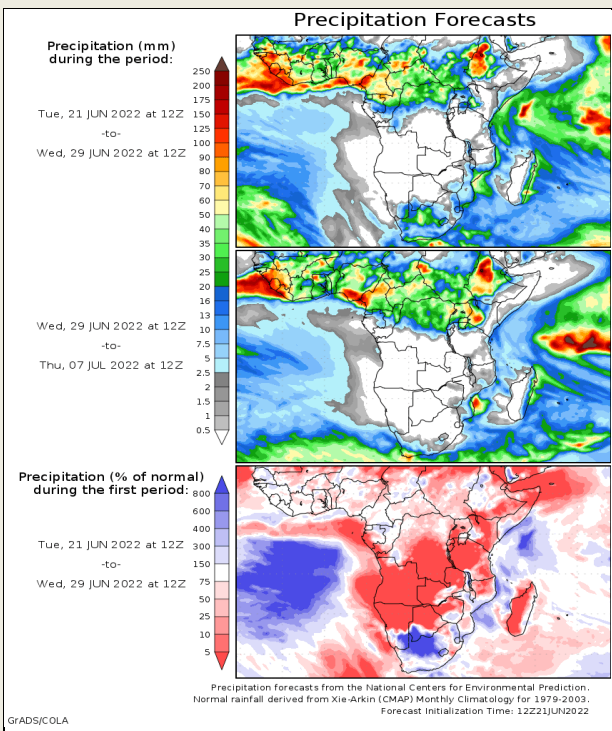 Precipitation Forecasts
Precipitation (mm)
during the period:
Tue, 21 JUN 2022 at 12Z
-to-
Wed, 29 JUN 2022 at 12Z
250
200
175
150
125
100
90
80
70
60
50
40
35
30
25
20
16
13
10
7.5
5
2.5
2
1.5
1
0.5
Wed, 29 JUN 2022 at 12Z
-to-
Thu, 07 JUL 2022 at 12Z
Precipitation (% of normal)
during the first period:
Tue, 21 JUN 2022 at 12Z
-to-
Wed, 29 JUN 2022 at 12Z
800
600
400
300
150
75
50
25
10
5
Precipitation forecasts from the National Centers for Environmental Prediction.
Normal rainfall derived from Xie-Arkin (CMAP) Monthly Climatology for 1979-2003.
Forecast Initialization Time: 12Z21JUN2022
GrADS/COLA